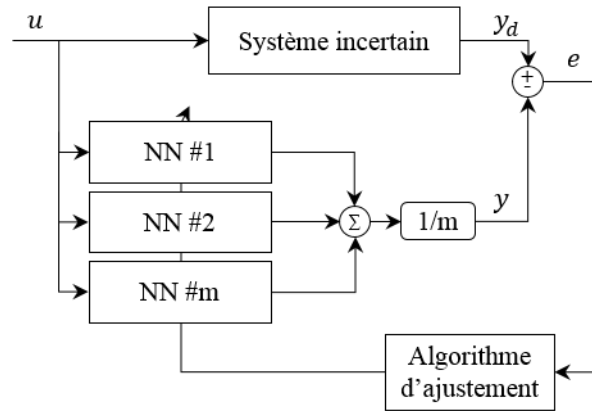 u
Système incertain
y_d
+
-
e
NN #1
NN #2
Σ
1/m
y
NN #m
Algorithme
d’ajustement